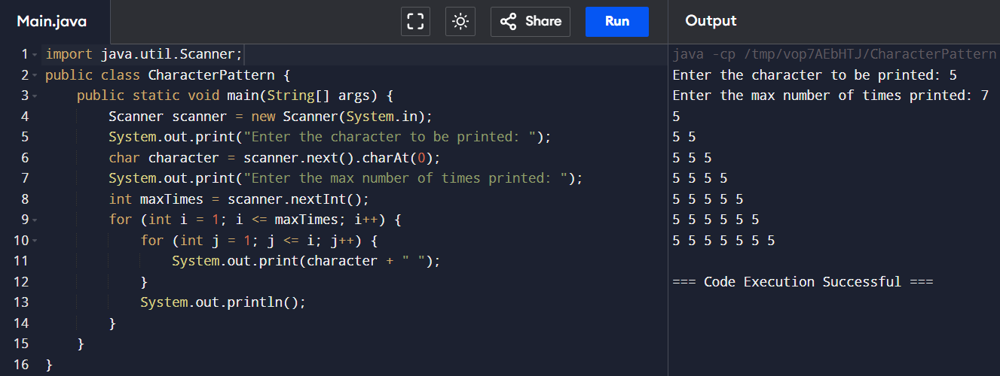 Main.java
Share
Run
Output
1 import java.util.Scanner;
2 public class CharacterPattern {
3 public static void main(String[] args) {
4 Scanner scanner = new Scanner(System.in);
5 System.out.print("Enter the character to be printed: ");
6 char character = scanner.next().charAt(0);
7 System.out.print("Enter the max number of times printed: ");
8 int maxTimes = scanner.nextInt();
9 for (int i = 1; i <= maxTimes; i++) {
10 for (int j = 1; j <= i; j++) {
11 System.out.print(character + " ");
12 }
13 System.out.println();
14 }
15 }
16 }
java -cp /tmp/vop7AEbHTJ/CharacterPattern
Enter the character to be printed: 5
Enter the max number of times printed: 7
5
5 5
5 5 5
5 5 5 5
5 5 5 5 5
5 5 5 5 5 5
5 5 5 5 5 5 5
=== Code Execution Successful ===